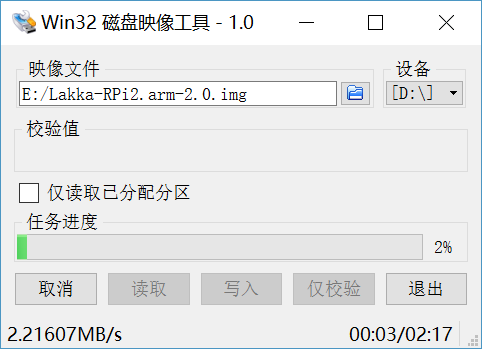 Win32 磁盘映像工具 - 1.0
映像文件
设备
E:/Lakka-RPi2.arm-2.0.img
[D:\]
校验值
仅读取已分配分区
任务进度
2%
取消
读取
写入
仅校验
退出
2.21607MB/s
00:03/02:17